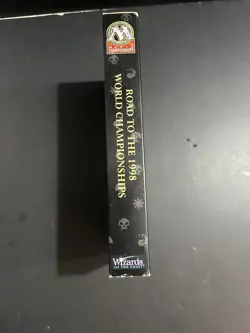 ROAD TO THE 1998
WORLD CHAMPIONSHIPS
Wizards
OF THE COAST